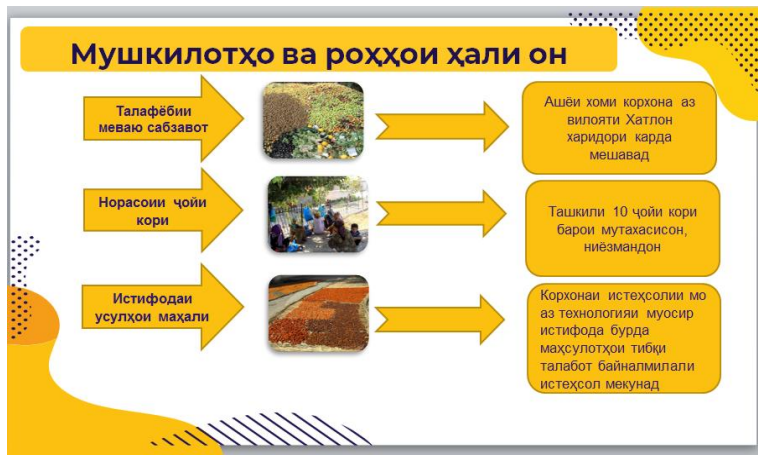 Мушкилотҳо ва роҳҳои ҳали он
Талафёбии
меваю сабзавот
Ашёи хоми корхона аз
вилояти Хатлон
харидори карда
мешавад
Норасоии ҷойи
кори
Ташкили 10 ҷойи кори
барои мутахасисон,
ниёзмандон
Истифодаи
усулҳои маҳали
Корхонаи истеҳсолии мо
аз технологияи муосир
истифода бурда
маҳсулотҳои тибқи
талабот байналмилали
истеҳсол мекунад